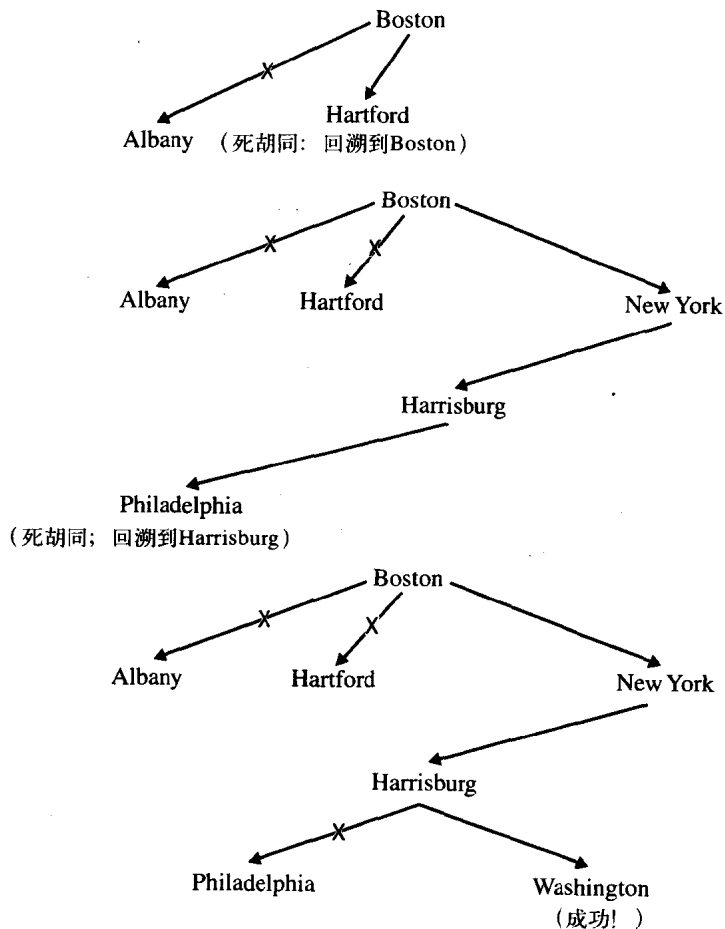 Boston
Hartford
Albany （死胡同：回溯到Boston）
Boston
Albany Hartford New York
Harrisburg
Philadelphia
（死胡同；回溯到Harrisburg）
Boston
Albany Hartford New York
Harrisburg
Philadelphia Washington
（成功！）